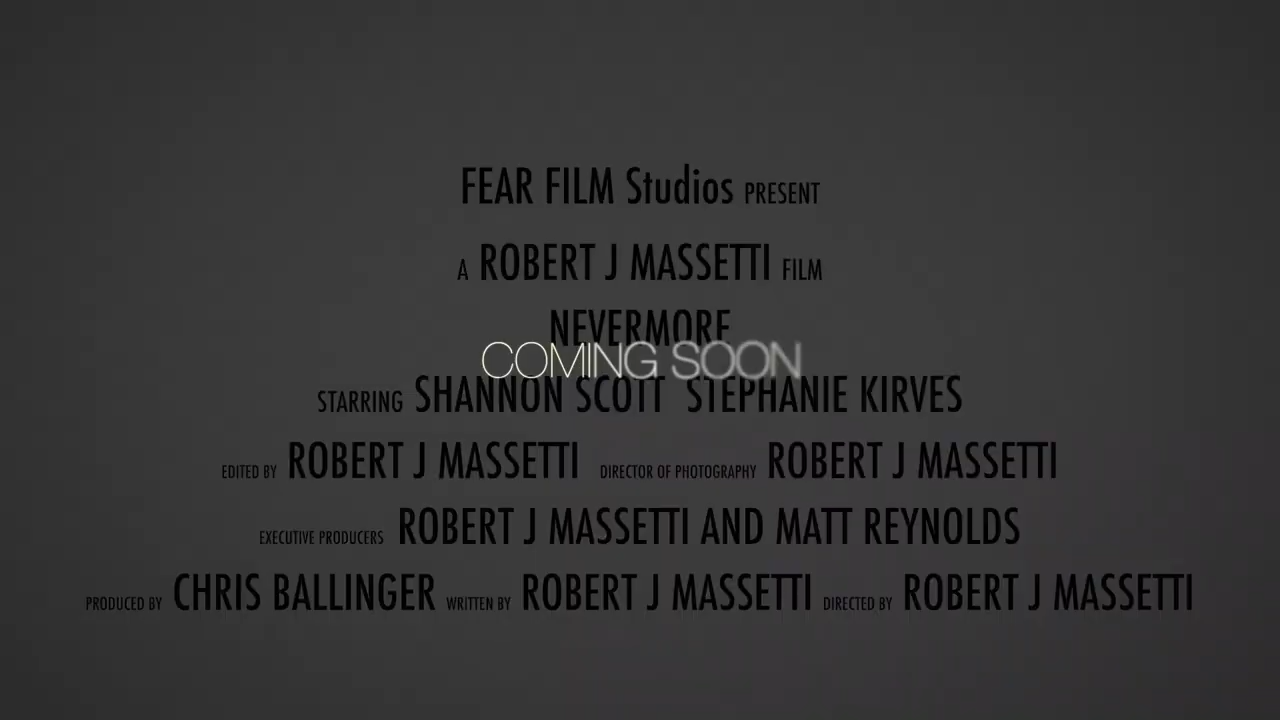 FEAR FILM Studios PRESENT
A ROBERT J MASSETTI FILM
NEVERMORE
COMING SOON
STARRING SHANNON SCOTT STEPHANIE KIRVES
EDITED BY ROBERT J MASSETTI DIRECTOR OF PHOTOGRAPHY ROBERT J MASSETTI
EXECUTIVE PRODUCERS ROBERT J MASSETTI AND MATT REYNOLDS
PRODUCED BY CHRIS BALLINGER WRITTEN BY ROBERT J MASSETTI DIRECTED BY ROBERT J MASSETTI